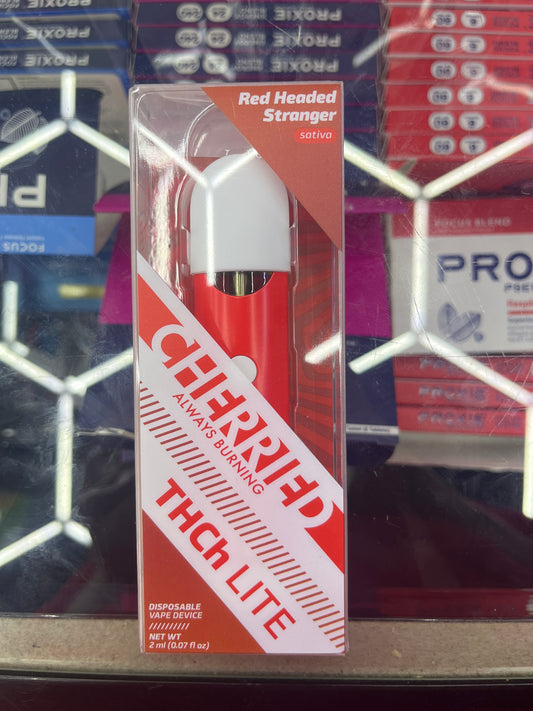 PROXIE
PROXIE
PROXIE
Red Headed
Stranger
sativa
FOCUS
FOCUS BLEND
PRO
CHERRIED
ALWAYS BURNING
THCh LITE
DISPOSABLE
VAPE DEVICE
NET WT
2 ml (0.07 fl oz)